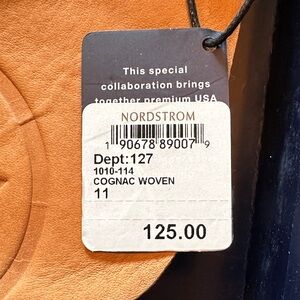 This special
collaboration brings
together premium USA
NORDSTROM
1 90678 89007 9
Dept:127
1010-114
COGNAC WOVEN
11
125.00